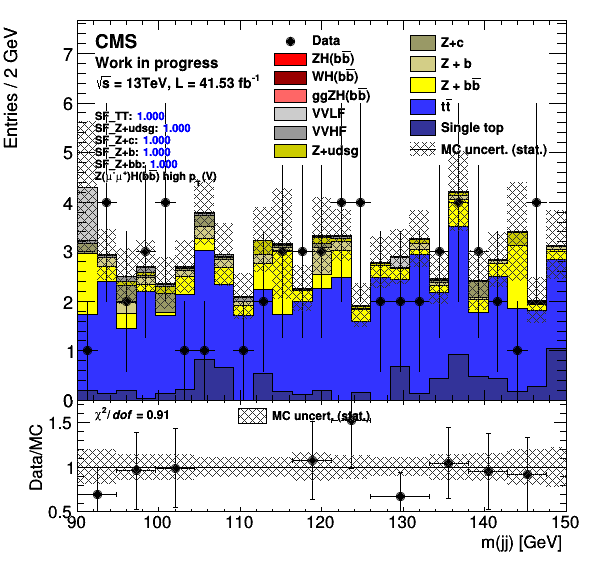 Entries / 2 GeV
7
6
5
4
3
2
1
0
CMS
Work in progress
√s = 13TeV, L = 41.53 fb⁻¹
SF_TT: 1.000
SF_Z+udsg: 1.000
SF_Z+c: 1.000
SF_Z+b: 1.000
SF_Z+bb: 1.000
Z(μ⁻μ⁺)H(bb̅) high p_T (V)
Data
ZH(bb̅)
WH(bb̅)
ggZH(bb̅)
VVLF
VVHF
Z+udsg
Z+c
Z + b
Z + bb̅
tt̅
Single top
MC uncert. (stat.)
Data/MC
1.5
1
0.5
χ²/dof = 0.91
MC uncert. (stat.)
90 100 110 120 130 140 150
m(jj) [GeV]